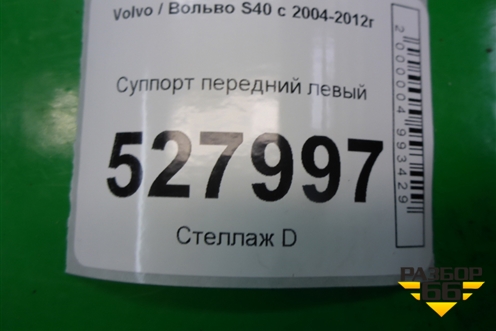 Volvo / Вольво S40 с 2004-2012г
Суппорт передний левый
527997
Стеллаж D
2000004993429
РАЗБОР
66